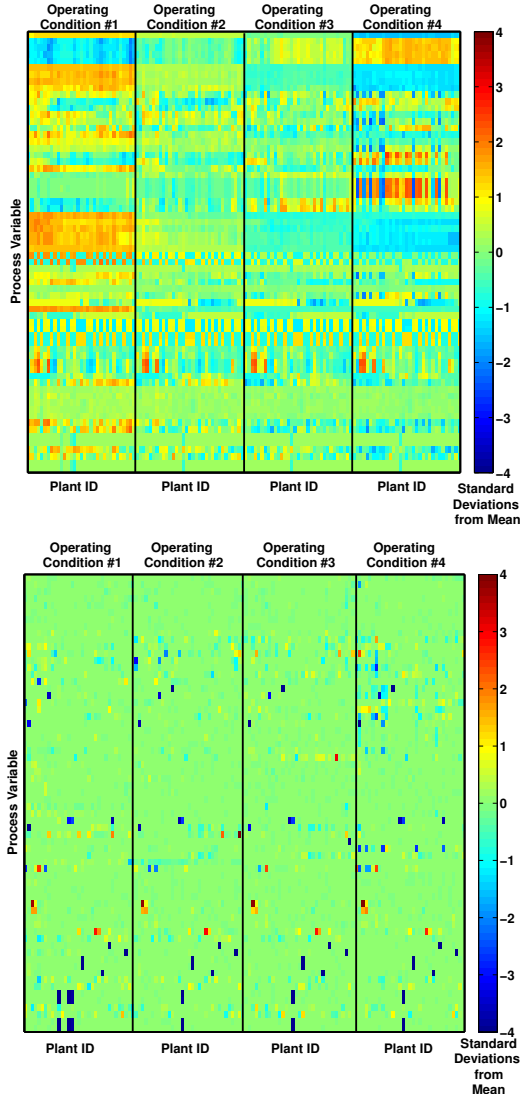 Operating Operating Operating Operating
Condition #1 Condition #2 Condition #3 Condition #4
4
3
2
1
0
−1
−2
−3
−4
Process Variable
Plant ID Plant ID Plant ID Plant ID
Standard
Deviations
from Mean
Operating Operating Operating Operating
Condition #1 Condition #2 Condition #3 Condition #4
4
3
2
1
0
−1
−2
−3
−4
Process Variable
Plant ID Plant ID Plant ID Plant ID
Standard
Deviations
from
Mean